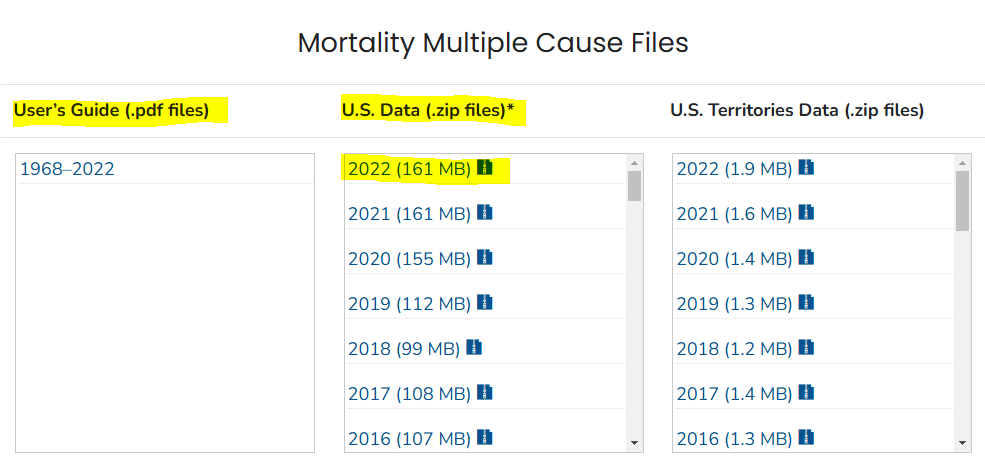 Mortality Multiple Cause Files
User's Guide (.pdf files)
U.S. Data (.zip files)*
U.S. Territories Data (.zip files)
1968–2022
2022 (161 MB)
2021 (161 MB)
2020 (155 MB)
2019 (112 MB)
2018 (99 MB)
2017 (108 MB)
2016 (107 MB)
2022 (1.9 MB)
2021 (1.6 MB)
2020 (1.4 MB)
2019 (1.3 MB)
2018 (1.2 MB)
2017 (1.4 MB)
2016 (1.3 MB)